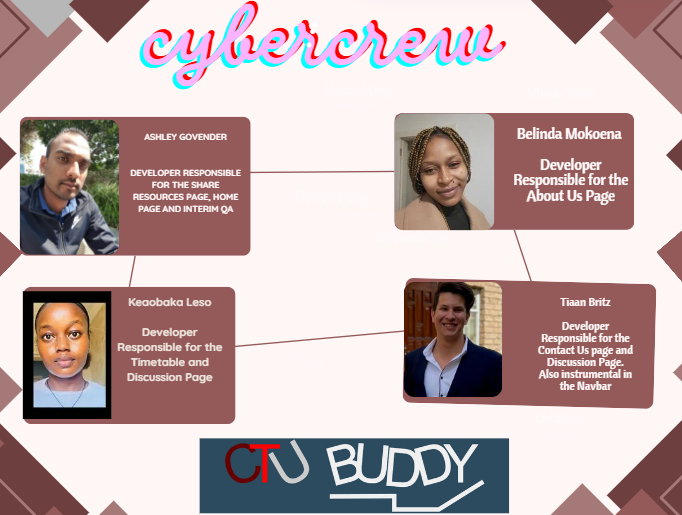 cybercrew
ASHLEY GOVENDER
DEVELOPER RESPONSIBLE
FOR THE SHARE
RESOURCES PAGE, HOME
PAGE AND INTERIM QA
Belinda Mokoena
Developer
Responsible for the
About Us Page
Keaobaka Leso
Developer
Responsible for the
Timetable and
Discussion Page
Tiaan Britz
Developer
Responsible for the
Contact Us page and
Discussion Page.
Also instrumental in
the Navbar
CTU BUDDY